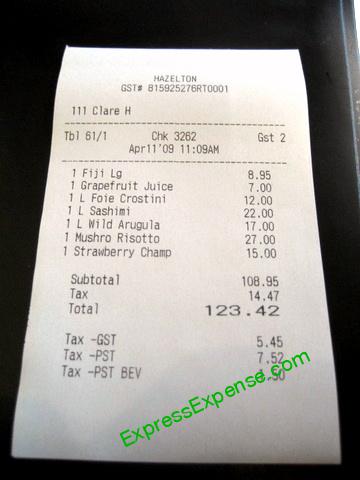 HAZELTON
GST# 815925276RT0001
111 Clare H
Tbl 61/1 Chk 3262 Gst 2
Apr11'09 11:09AM
1 Fiji Lg 8.95
1 Grapefruit Juice 7.00
1 L Foie Crostini 12.00
1 L Sashimi 22.00
1 L Wild Arugula 17.00
1 Mushro Risotto 27.00
1 Strawberry Champ 15.00
Subtotal 108.95
Tax 14.47
Total 123.42
Tax -GST 5.45
Tax -PST 7.52
Tax -PST BEV
ExpressExpense.com